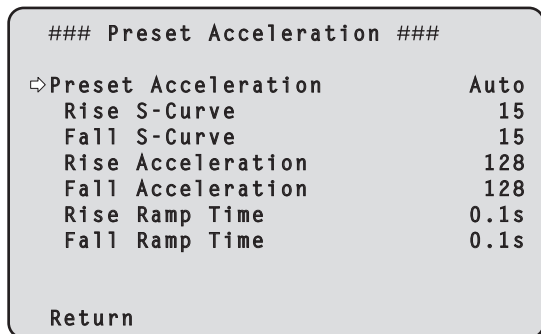 ### Preset Acceleration ###
⇨Preset Acceleration Auto
Rise S-Curve 15
Fall S-Curve 15
Rise Acceleration 128
Fall Acceleration 128
Rise Ramp Time 0.1s
Fall Ramp Time 0.1s
Return